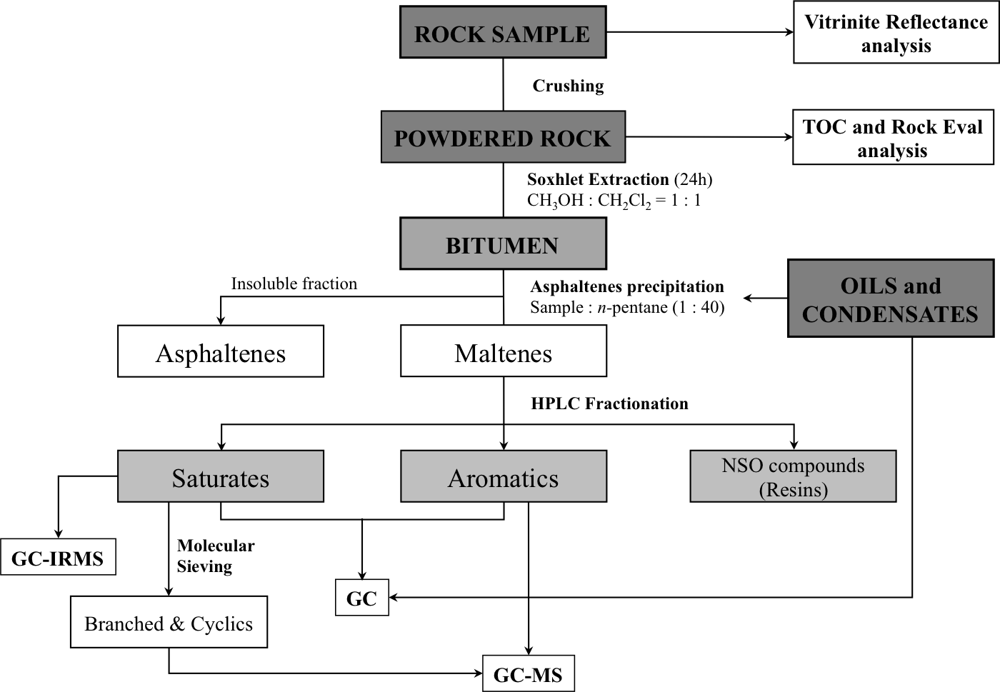 ROCK SAMPLE
Vitrinite Reflectance
analysis
Crushing
POWDERED ROCK
TOC and Rock Eval
analysis
Soxhlet Extraction (24h)
CH₃OH : CH₂Cl₂ = 1 : 1
BITUMEN
Insoluble fraction
Asphaltenes precipitation
Sample : n-pentane (1 : 40)
OILS and
CONDENSATES
Asphaltenes
Maltenes
HPLC Fractionation
Saturates
Aromatics
NSO compounds
(Resins)
GC-IRMS
Molecular
Sieving
GC
Branched & Cyclics
GC-MS